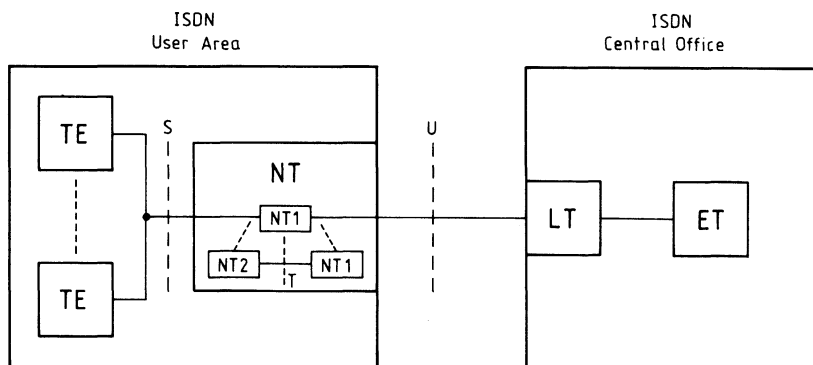 ISDN
User Area
ISDN
Central Office
TE
S
U
NT
NT1
LT
ET
NT2
NT1
T
TE